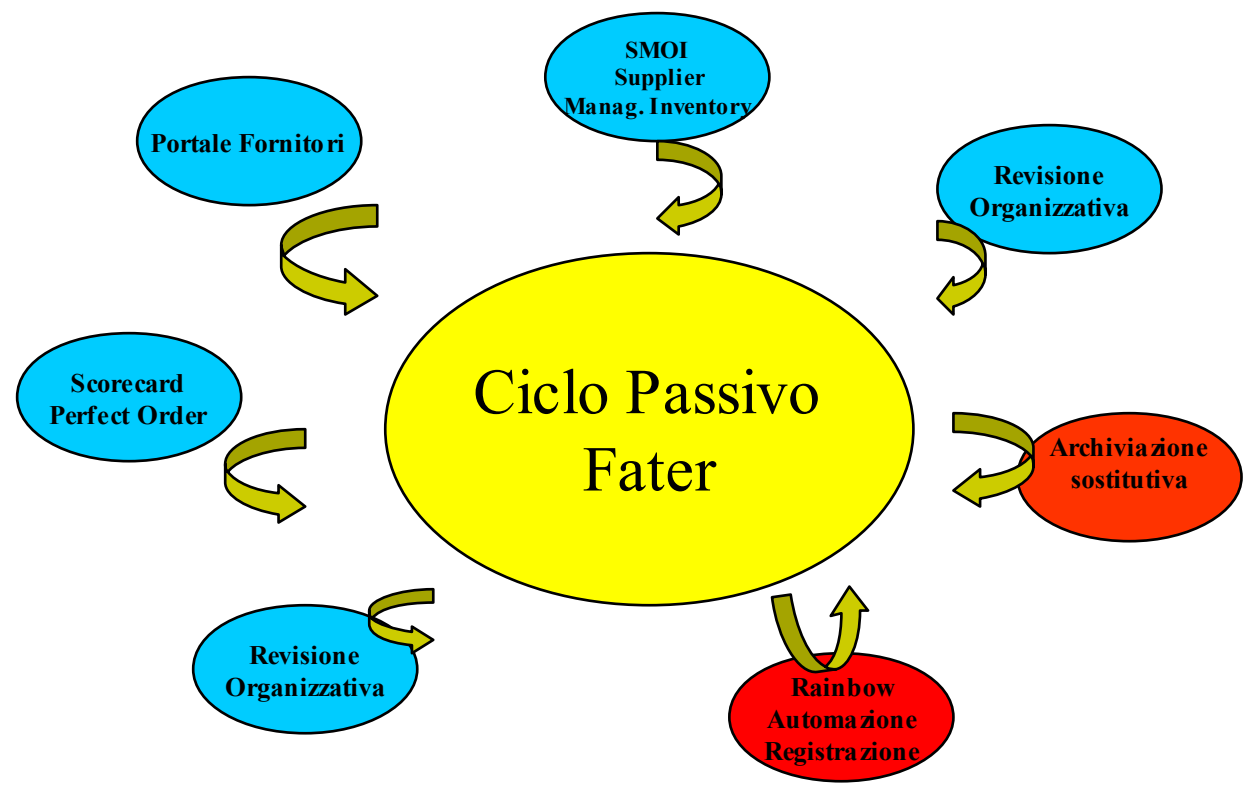 SMOI
Supplier
Manag. Inventory
Portale Fornitori
Revisione
Organizzativa
Scorecard
Perfect Order
Ciclo Passivo
Fater
Archiviazione
sostitutiva
Revisione
Organizzativa
Rainbow
Automazione
Registrazione